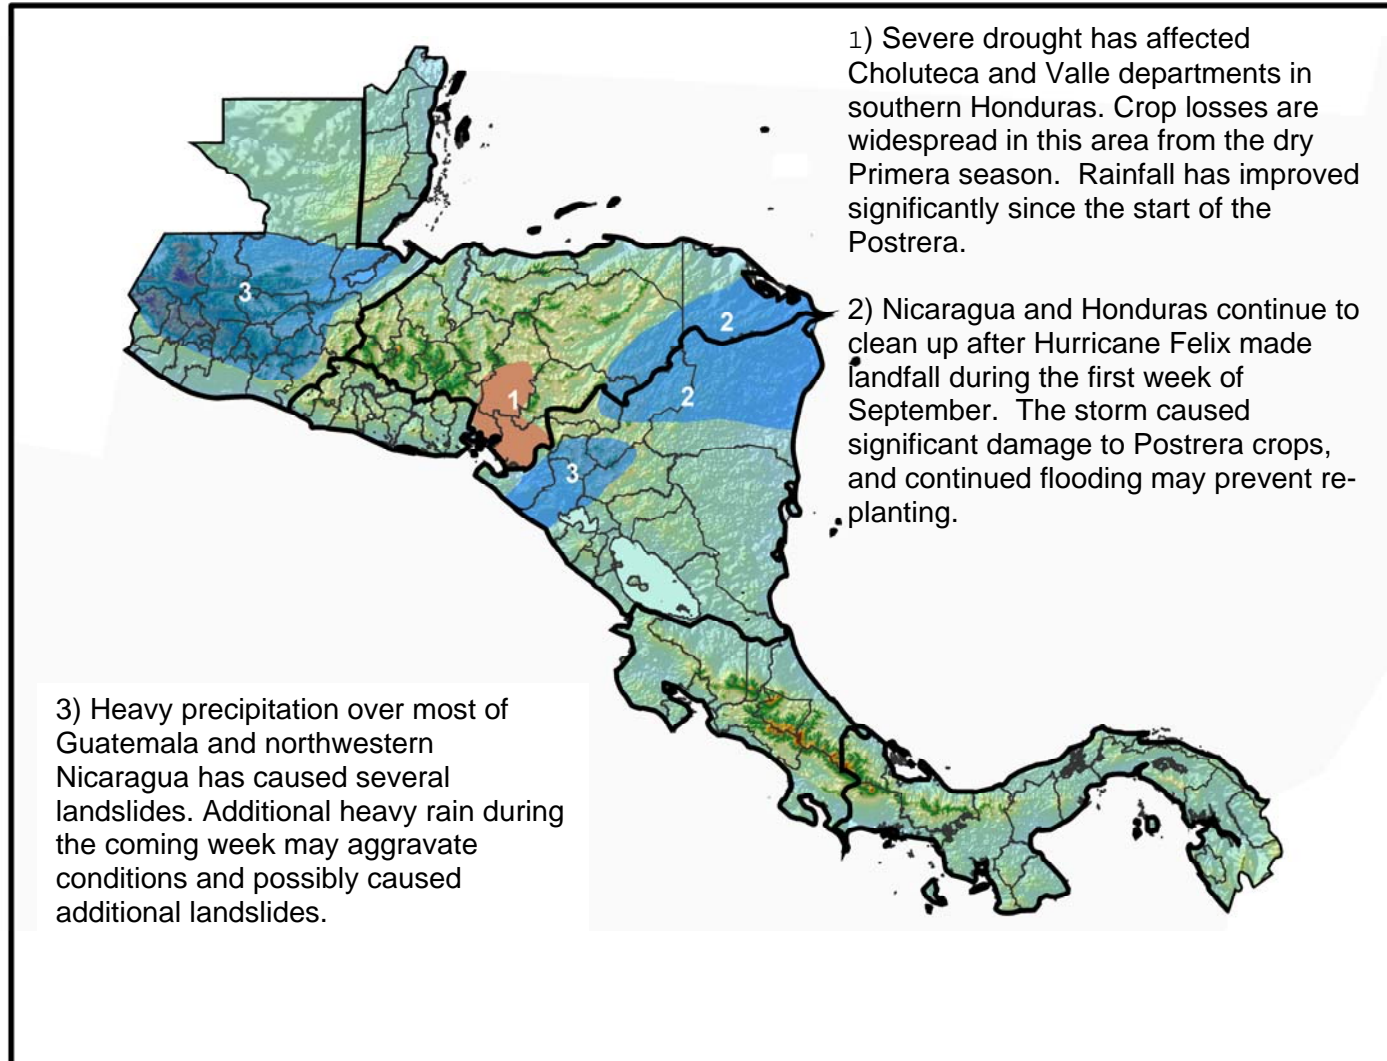 1) Severe drought has affected
Choluteca and Valle departments in
southern Honduras. Crop losses are
widespread in this area from the dry
Primera season.  Rainfall has improved
significantly since the start of the
Postrera.
2) Nicaragua and Honduras continue to
clean up after Hurricane Felix made
landfall during the first week of
September.  The storm caused
significant damage to Postrera crops,
and continued flooding may prevent re-
planting.
3
2
2
1
3
3) Heavy precipitation over most of
Guatemala and northwestern
Nicaragua has caused several
landslides. Additional heavy rain during
the coming week may aggravate
conditions and possibly caused
additional landslides.